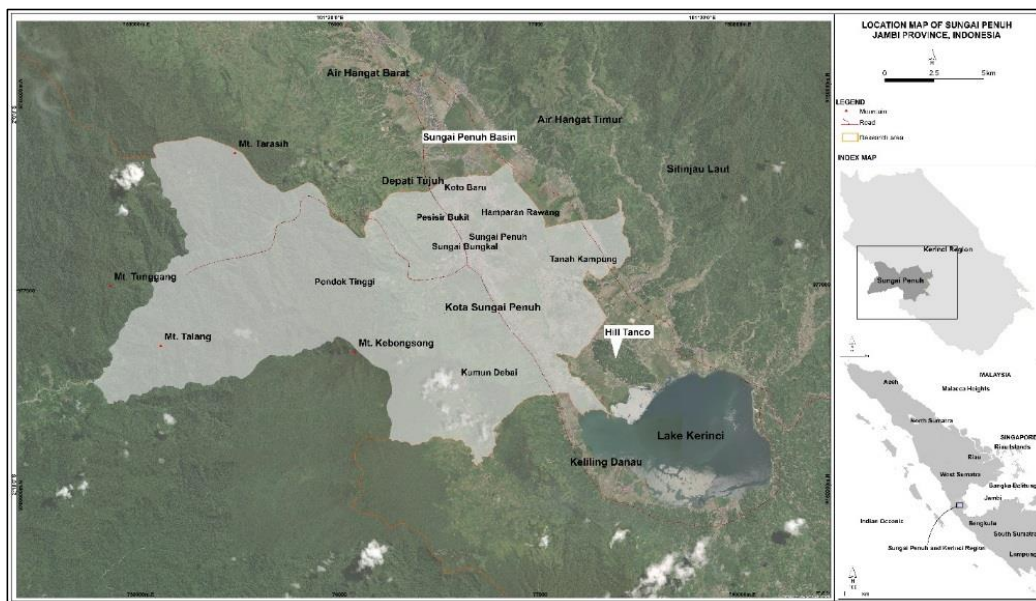 Air Hangat Barat
Air Hangat Timur
Sungai Penuh Basin
Mt. Tarasih
Sitinjau Laut
Depati Tujuh
Koto Baru
Pesisir Bukit
Hamparan Rawang
Sungai Penuh
Sungai Bungkal
Tanah Kampung
Mt. Tunggang
Pondok Tinggi
Kota Sungai Penuh
Hill Tanco
Mt. Talang
Mt. Kebongsong
Kumun Debai
Lake Kerinci
Keliling Danau
LOCATION MAP OF SUNGAI PENUH
JAMBI PROVINCE, INDONESIA
0 2.5 5km
LEGEND
Mountain
Road
Research area
INDEX MAP
Kerinci Region
Sungai Penuh
MALAYSIA
Aceh
Malacca Heights
North Sumatra
SINGAPORE
Riau Islands
Riau
West Sumatra
Jambi
Indian Oceanic
Bengkulu
South Sumatra
Sungai Penuh and Kerinci Region
Lampung